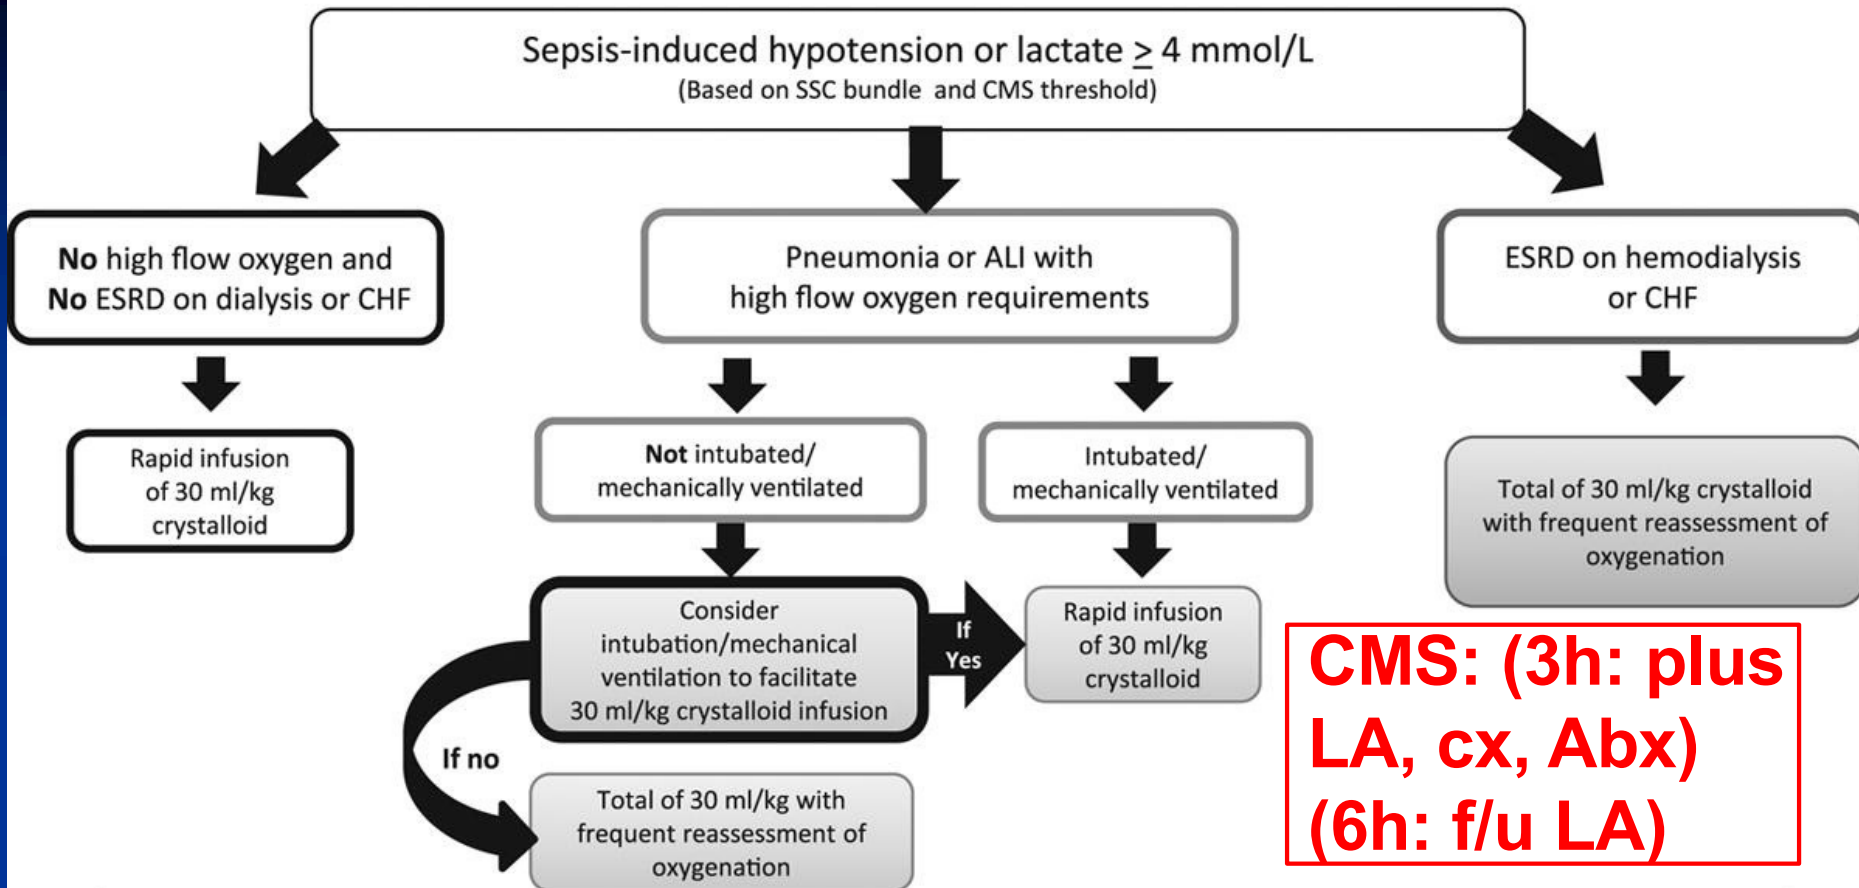 Sepsis-induced hypotension or lactate ≥ 4 mmol/L
(Based on SSC bundle and CMS threshold)
No high flow oxygen and
No ESRD on dialysis or CHF
Pneumonia or ALI with
high flow oxygen requirements
ESRD on hemodialysis
or CHF
Rapid infusion
of 30 ml/kg
crystalloid
Not intubated/
mechanically ventilated
Intubated/
mechanically ventilated
Total of 30 ml/kg crystalloid
with frequent reassessment of
oxygenation
Consider
intubation/mechanical
ventilation to facilitate
30 ml/kg crystalloid infusion
If
Yes
Rapid infusion
of 30 ml/kg
crystalloid
If no
Total of 30 ml/kg with
frequent reassessment of
oxygenation
CMS: (3h: plus
LA, cx, Abx)
(6h: f/u LA)